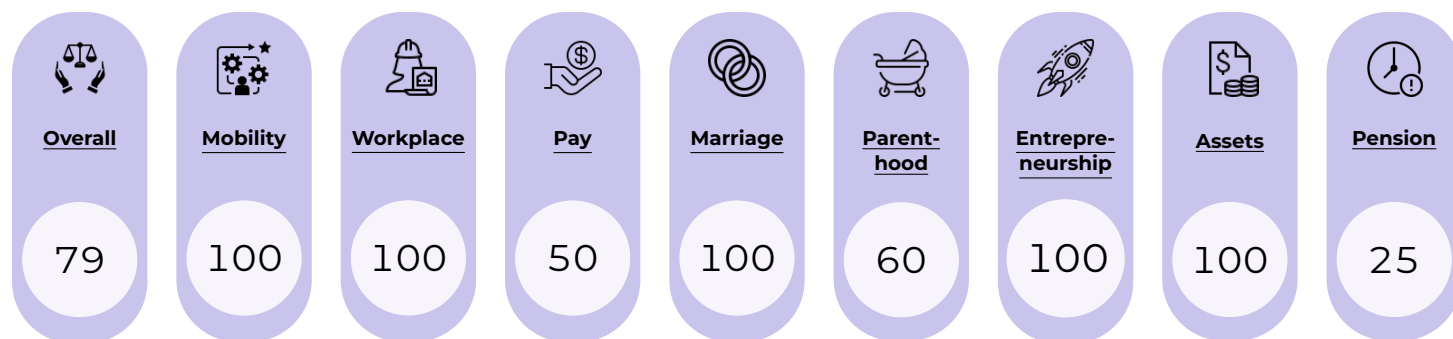 Overall
79
Mobility
100
Workplace
100
Pay
50
Marriage
100
Parent-
hood
60
Entrepre-
neurship
100
Assets
100
Pension
25